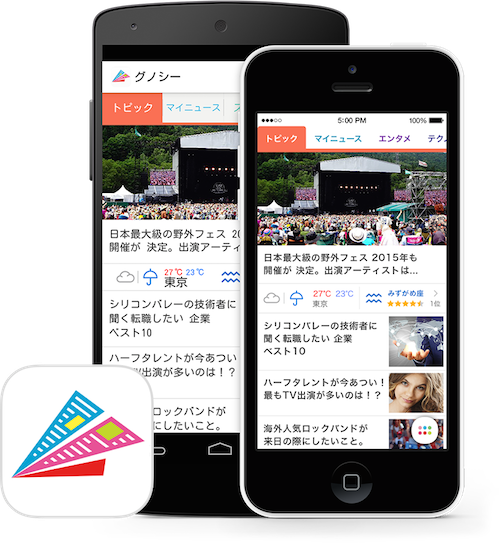 グノシー
トピック
マイニュース
日本最大級の野外フェス 20
開催が 決定。出演アーティ
27℃ 23℃
東京
シリコンバレーの技術者に
聞く転職したい 企業
ベスト10
ハーフタレントが今あつい
TV出演が多いのは！？
ロックバンドが
にしたいこと。
5:00 PM
100%
トピック
マイニュース
エンタメ
テク
日本最大級の野外フェス 2015年も
開催が 決定。出演アーティストは...
27℃ 23℃
東京
みずがめ座
1位
シリコンバレーの技術者に
聞く転職したい 企業
ベスト10
ハーフタレントが今あつい！
最もTV出演が多いのは！？
海外人気ロックバンドが
来日の際にしたいこと。